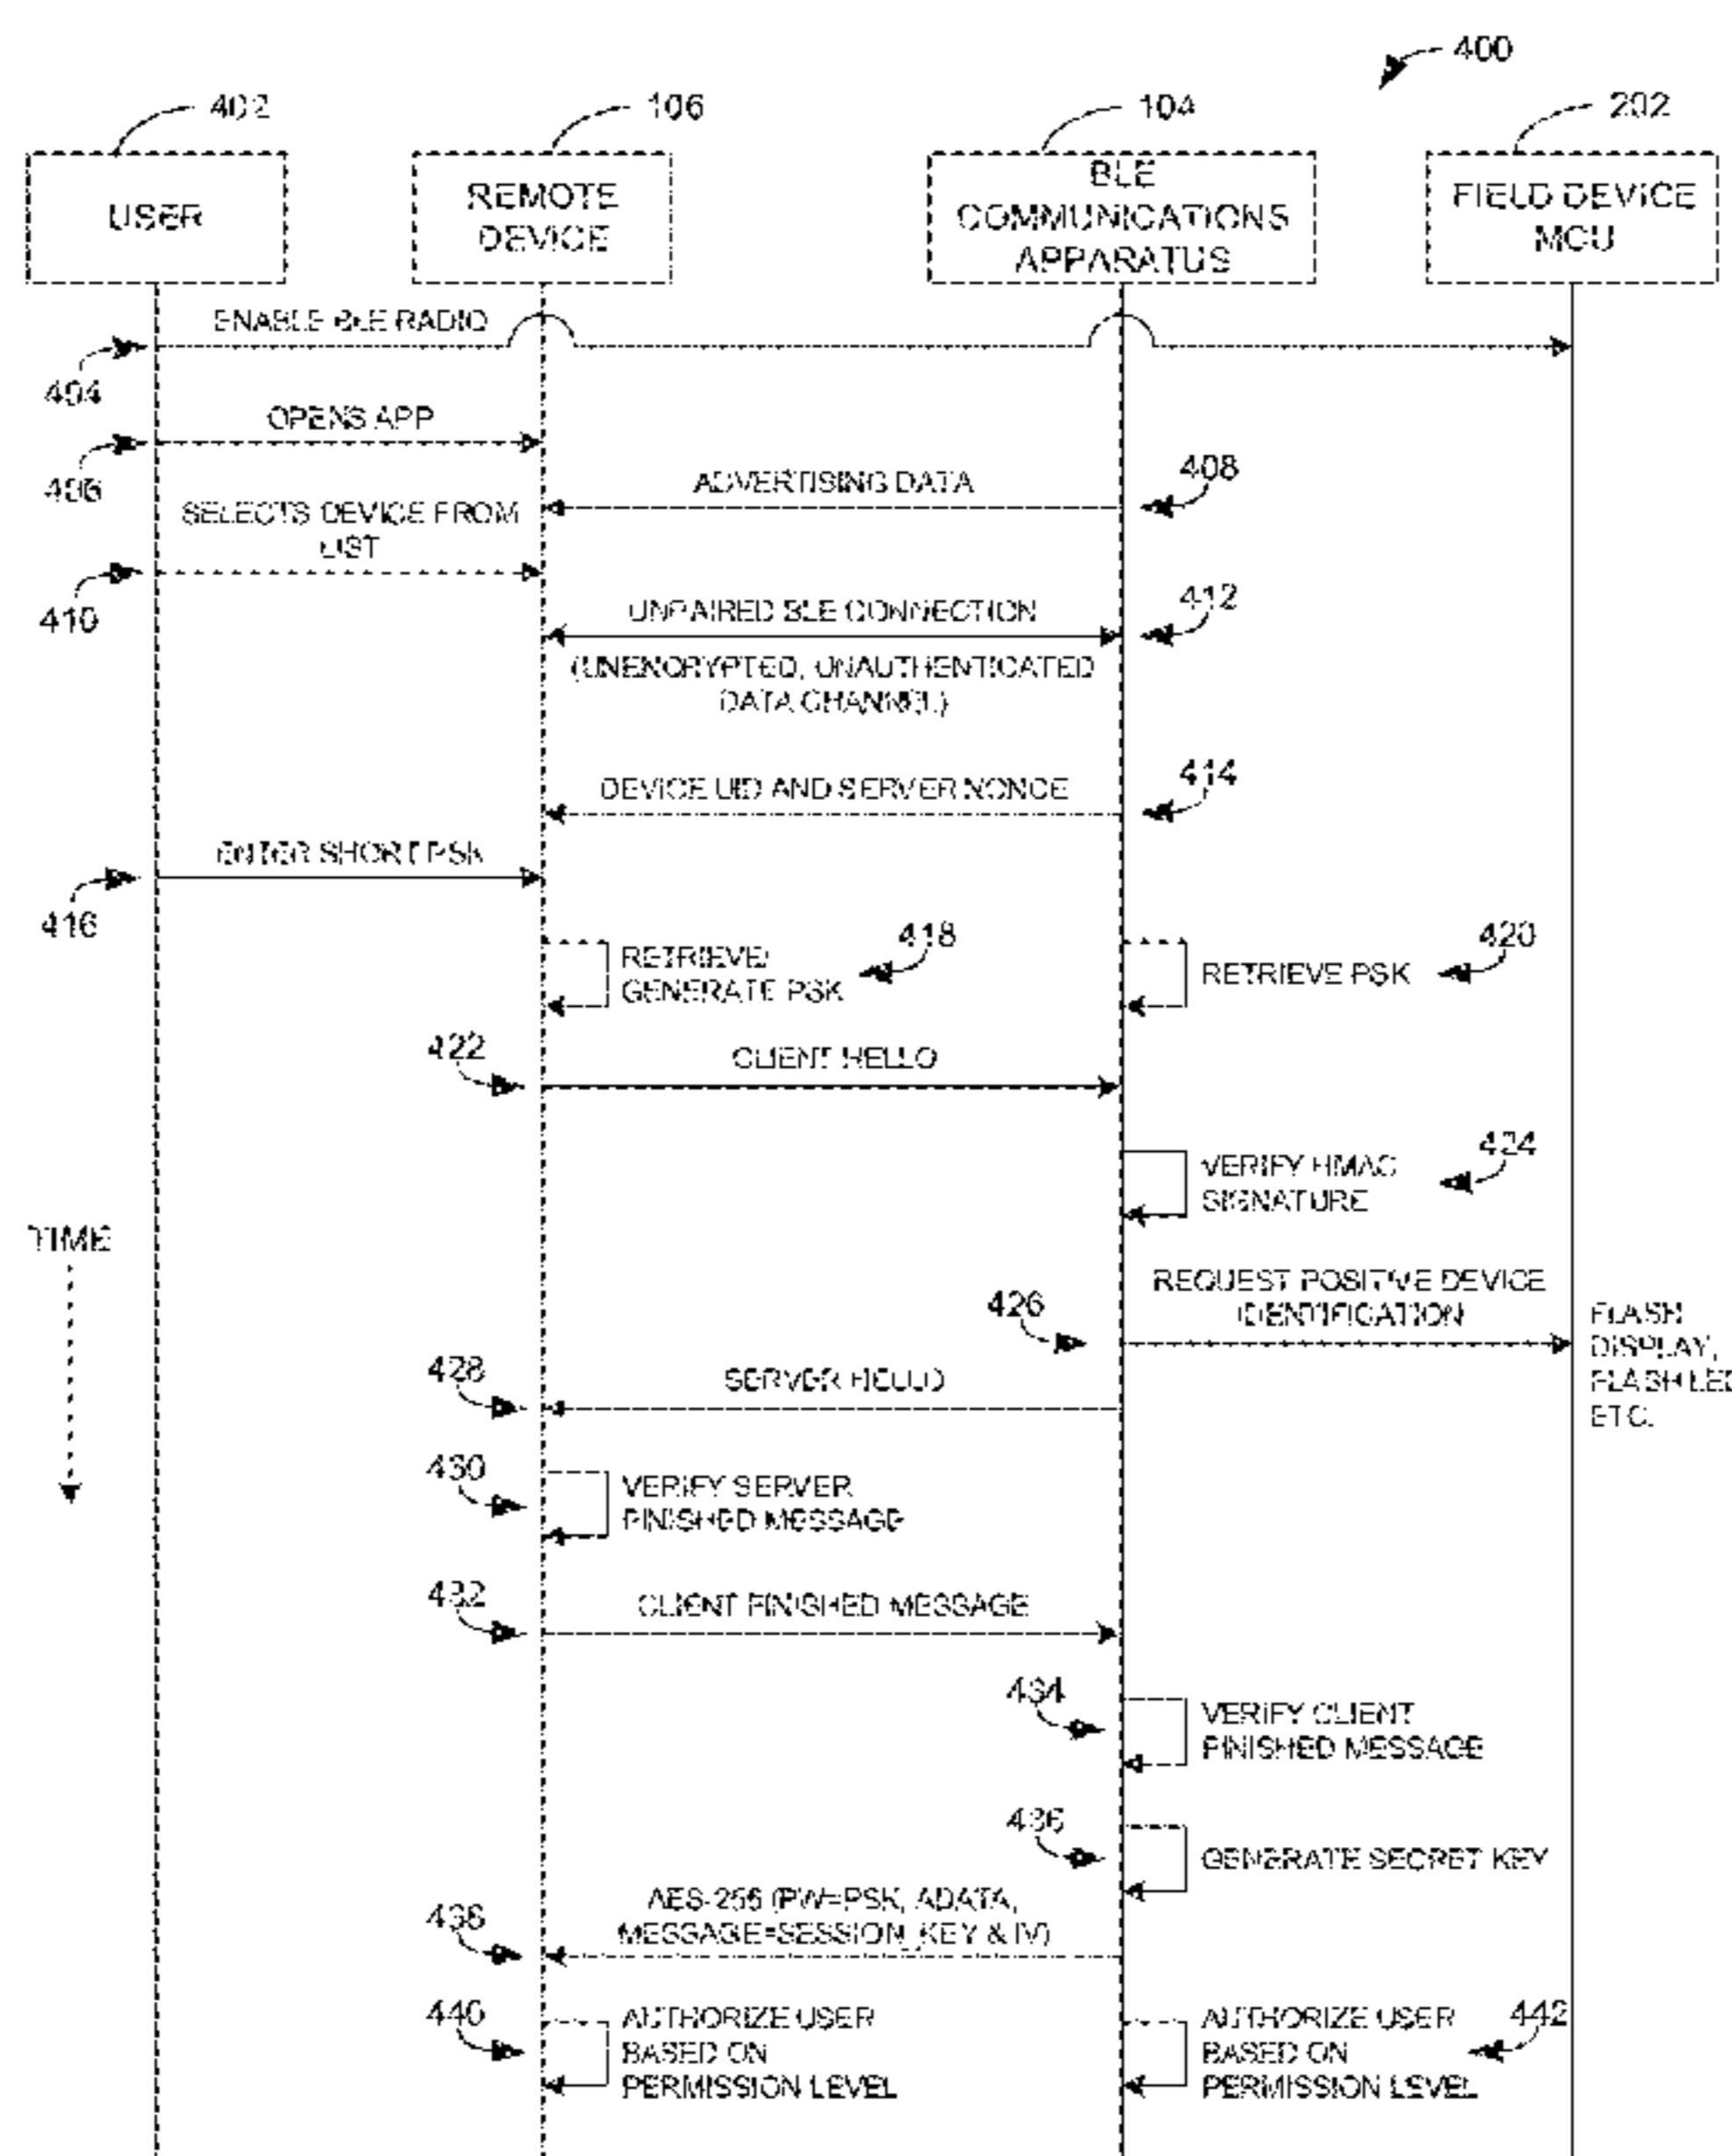 400
402
106
104
202
USER
REMOTE
DEVICE
BLE
COMMUNICATIONS
APPARATUS
FIELD DEVICE
MCU
ENABLE BLE RADIO
404
OPENS APP
406
ADVERTISING DATA
408
SELECTS DEVICE FROM
LIST
410
UNPAIRED BLE CONNECTION
412
(UNENCRYPTED, UNAUTHENTICATED
DATA CHANNEL)
DEVICE UID AND SERVER NONCE
414
ENTER SHORT PSK
416
RETRIEVE/
GENERATE PSK
418
RETRIEVE PSK
420
422
CLIENT HELLO
VERIFY HMAC
SIGNATURE
424
TIME
REQUEST POSITIVE DEVICE
IDENTIFICATION
426
FLASH
DISPLAY,
FLASH LED
ETC.
428
SERVER HELLO
430
VERIFY SERVER
FINISHED MESSAGE
432
CLIENT FINISHED MESSAGE
434
VERIFY CLIENT
FINISHED MESSAGE
436
GENERATE SECRET KEY
AES-256 (PW=PSK, ADATA,
MESSAGE=SESSION_KEY & IV)
438
440
AUTHORIZE USER
BASED ON
PERMISSION LEVEL
AUTHORIZE USER
BASED ON
PERMISSION LEVEL
442